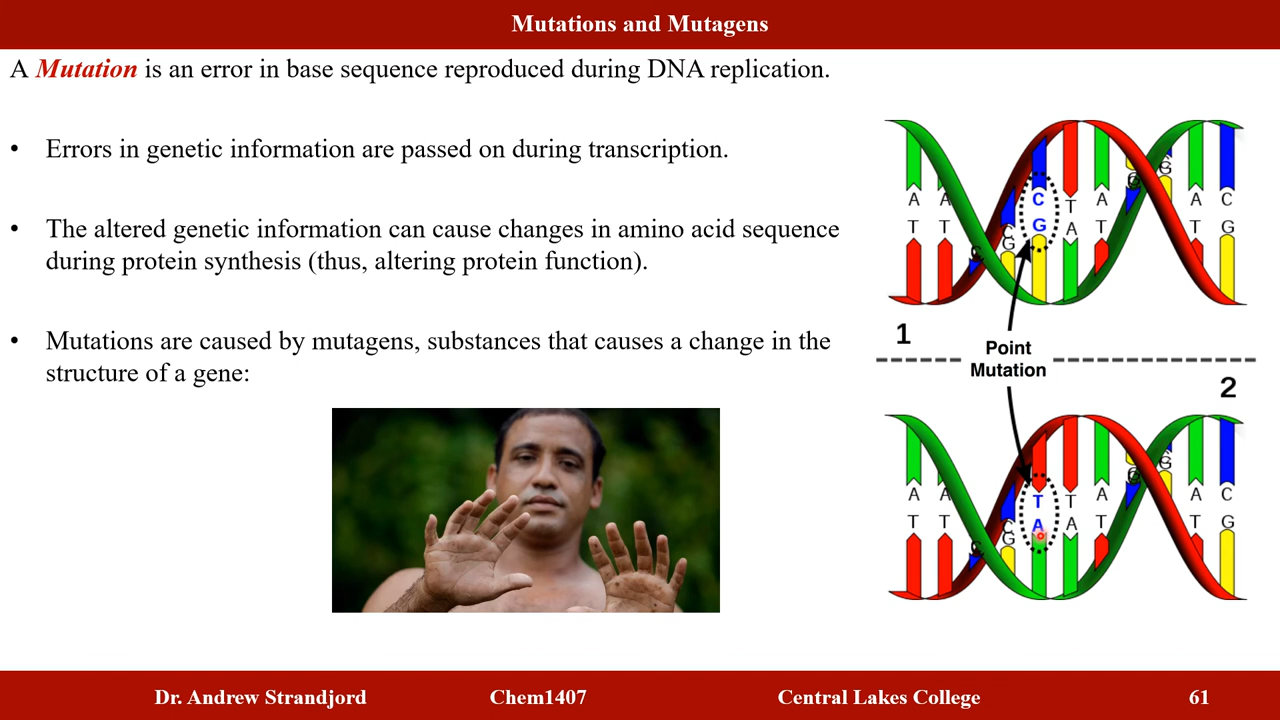 Mutations and Mutagens
A Mutation is an error in base sequence reproduced during DNA replication.
• Errors in genetic information are passed on during transcription.
• The altered genetic information can cause changes in amino acid sequence
during protein synthesis (thus, altering protein function).
• Mutations are caused by mutagens, substances that causes a change in the
structure of a gene:
A A C C T A G G A C
T T G G A T T G
1
Point
Mutation
2
A A C T T A G G A C
T T C G A A T T G
Dr. Andrew Strandjord Chem1407 Central Lakes College 61